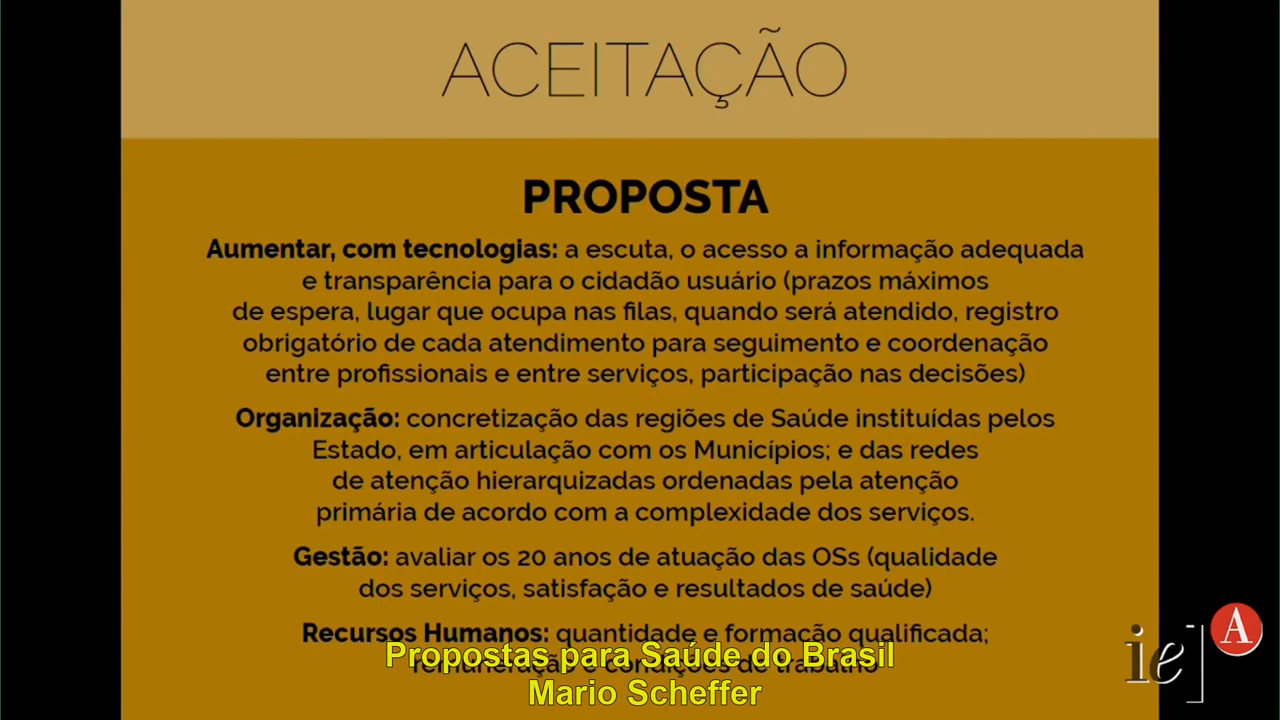 ACEITAÇÃO
PROPOSTA
Aumentar, com tecnologias: a escuta, o acesso a informação adequada
e transparência para o cidadão usuário (prazos máximos
de espera, lugar que ocupa nas filas, quando será atendido, registro
obrigatório de cada atendimento para seguimento e coordenação
entre profissionais e entre serviços, participação nas decisões)
Organização: concretização das regiões de Saúde instituídas pelos
Estado, em articulação com os Municípios; e das redes
de atenção hierarquizadas ordenadas pela atenção
primária de acordo com a complexidade dos serviços.
Gestão: avaliar os 20 anos de atuação das OSs (qualidade
dos serviços, satisfação e resultados de saúde)
Recursos Humanos: quantidade e formação qualificada;
remuneração e condições de trabalho
Propostas para Saúde do Brasil
Mario Scheffer
ie] A